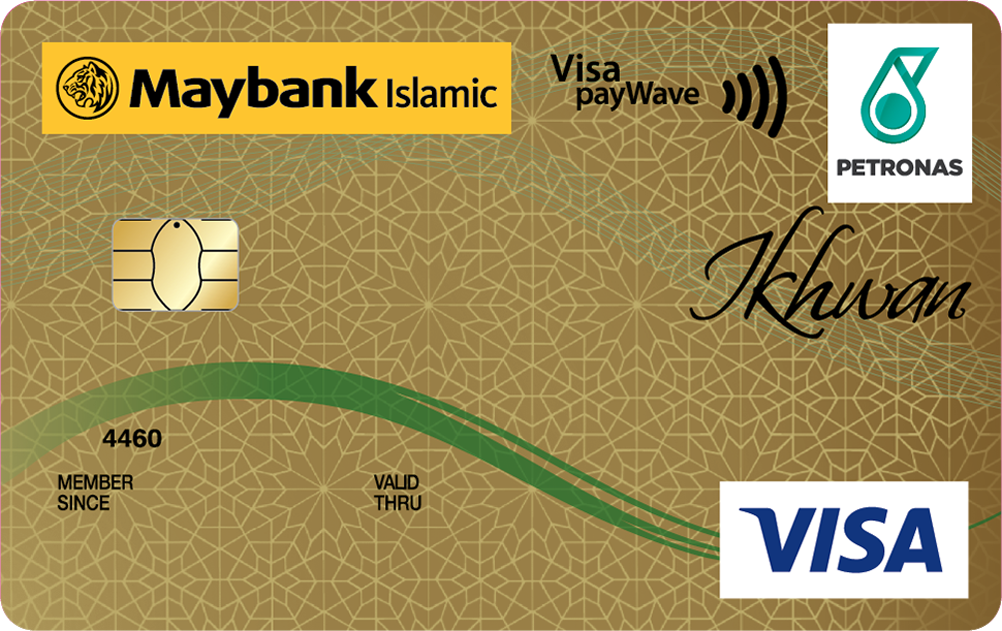 Maybank Islamic
Visa
payWave
PETRONAS
Ikhwan
4460
MEMBER
SINCE
VALID
THRU
VISA